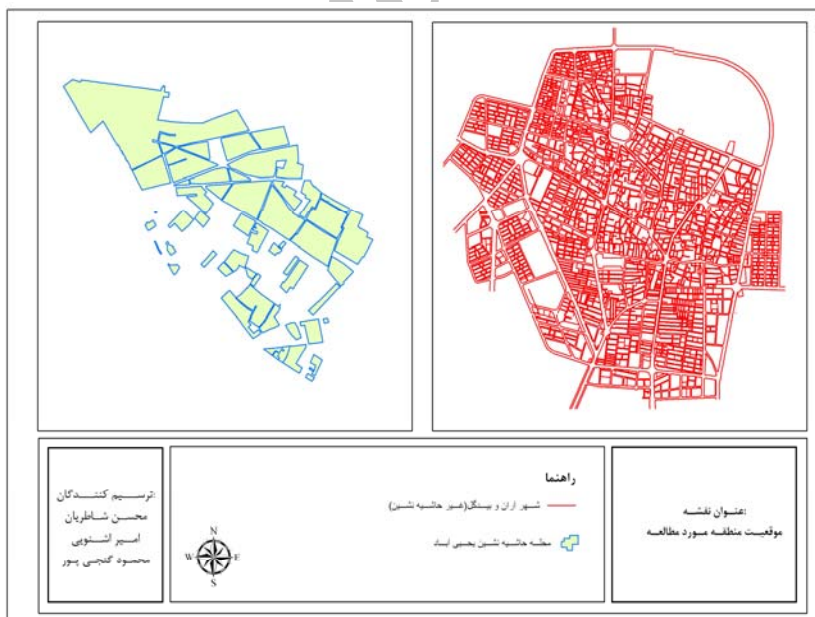 عنوان نقشه:
موقعیت منطقه مورد مطالعه
راهنما
شهر اران و بیدگل(غیر حاشیه نشین)
محله حاشیه نشین یحیی آباد
N
W
E
S
ترسیم کنندگان:
محسن شاطریان
امیر اشنویی
محمود گنجی پور